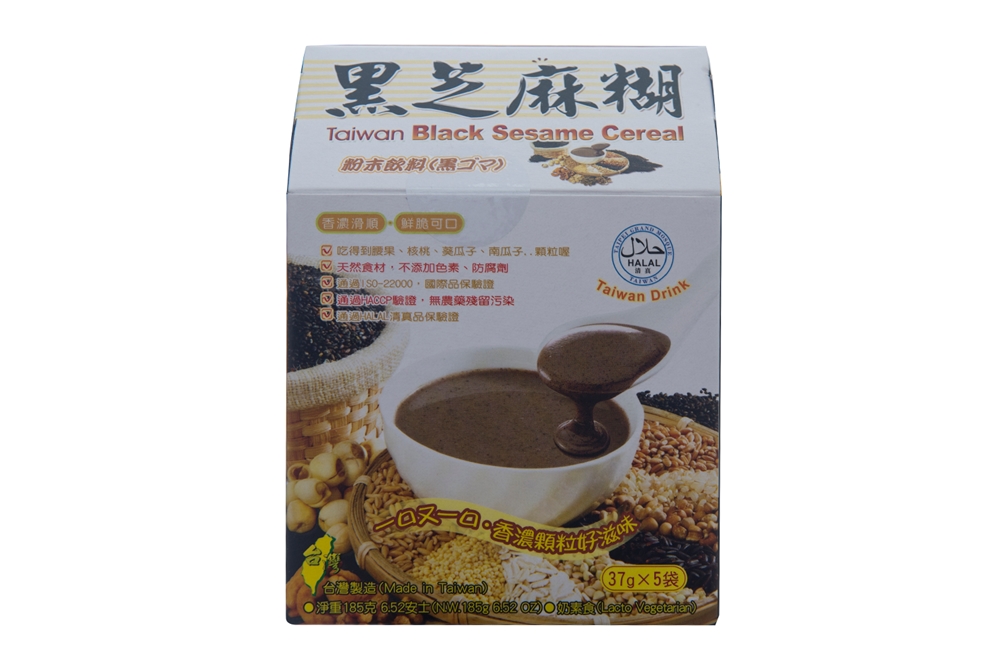 黑芝麻糊
Taiwan Black Sesame Cereal
粉末飲料(黒ゴマ)
香濃滑順・鮮脆可口
吃得到腰果、核桃、葵瓜子、南瓜子..顆粒喔
天然食材，不添加色素、防腐劑
通過ISO-22000，國際品保驗證
通過HACCP驗證，無農藥殘留污染
通過HALAL清真品保驗證
TAIPEI GRAND MOSQUE
حلال
HALAL
清真
TAIWAN
Taiwan Drink
一口又一口・香濃顆粒好滋味
台灣
37g×5袋
台灣製造(Made in Taiwan)
●淨重185克 6.52安士(N.W. 185g 6.52 OZ)●奶素食(Lacto Vegetarian)